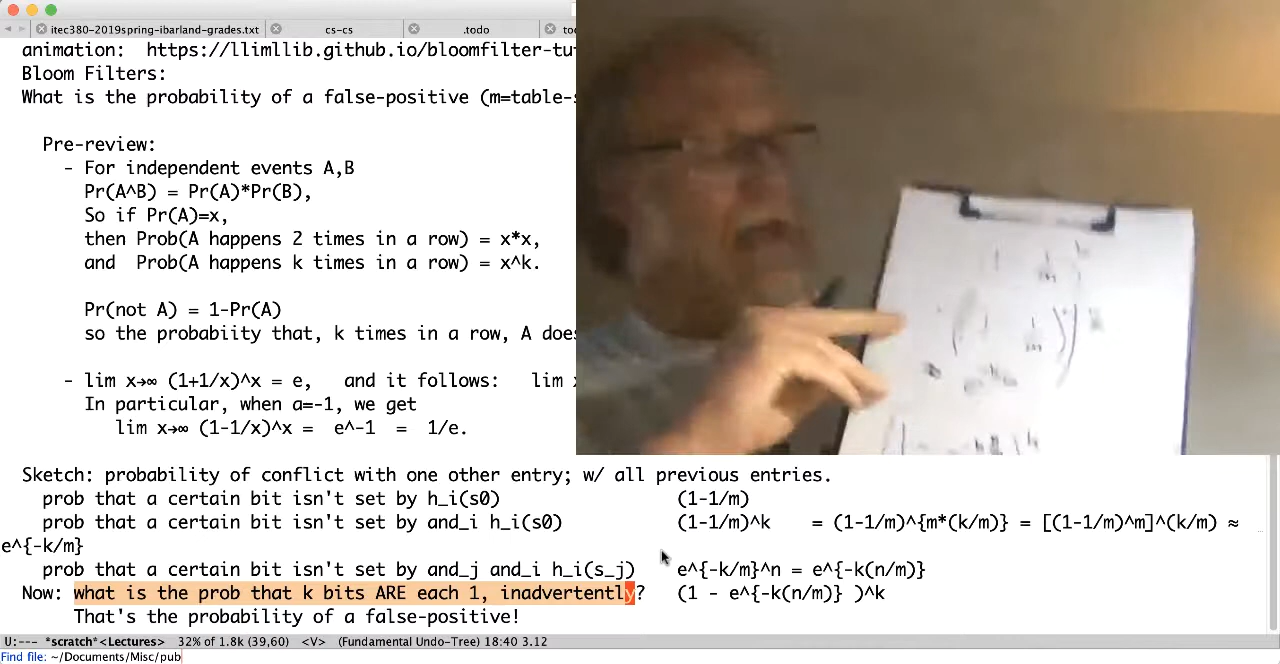 itec380-2019spring-ibarland-grades.txt cs-cs .todo
animation:  https://llimllib.github.io/bloomfilter-tu
Bloom Filters:
What is the probability of a false-positive (m=table-s
Pre-review:
- For independent events A,B
Pr(A^B) = Pr(A)*Pr(B),
So if Pr(A)=x,
then Prob(A happens 2 times in a row) = x*x,
and  Prob(A happens k times in a row) = x^k.
Pr(not A) = 1-Pr(A)
so the probabiity that, k times in a row, A doe
- lim x→∞ (1+1/x)^x = e,   and it follows:   lim
In particular, when a=-1, we get
lim x→∞ (1-1/x)^x =  e^-1  =  1/e.
Sketch: probability of conflict with one other entry; w/ all previous entries.
prob that a certain bit isn't set by h_i(s0) (1-1/m)
prob that a certain bit isn't set by and_i h_i(s0) (1-1/m)^k    = (1-1/m)^{m*(k/m)} = [(1-1/m)^m]^(k/m) ≈
e^{-k/m}
prob that a certain bit isn't set by and_j and_i h_i(s_j) e^{-k/m}^n = e^{-k(n/m)}
Now: what is the prob that k bits ARE each 1, inadvertently? (1 - e^{-k(n/m)} )^k
That's the probability of a false-positive!
U:--- *scratch*<Lectures> 32% of 1.8k (39,60) <V> (Fundamental Undo-Tree) 18:40 3.12
Find file: ~/Documents/Misc/pub